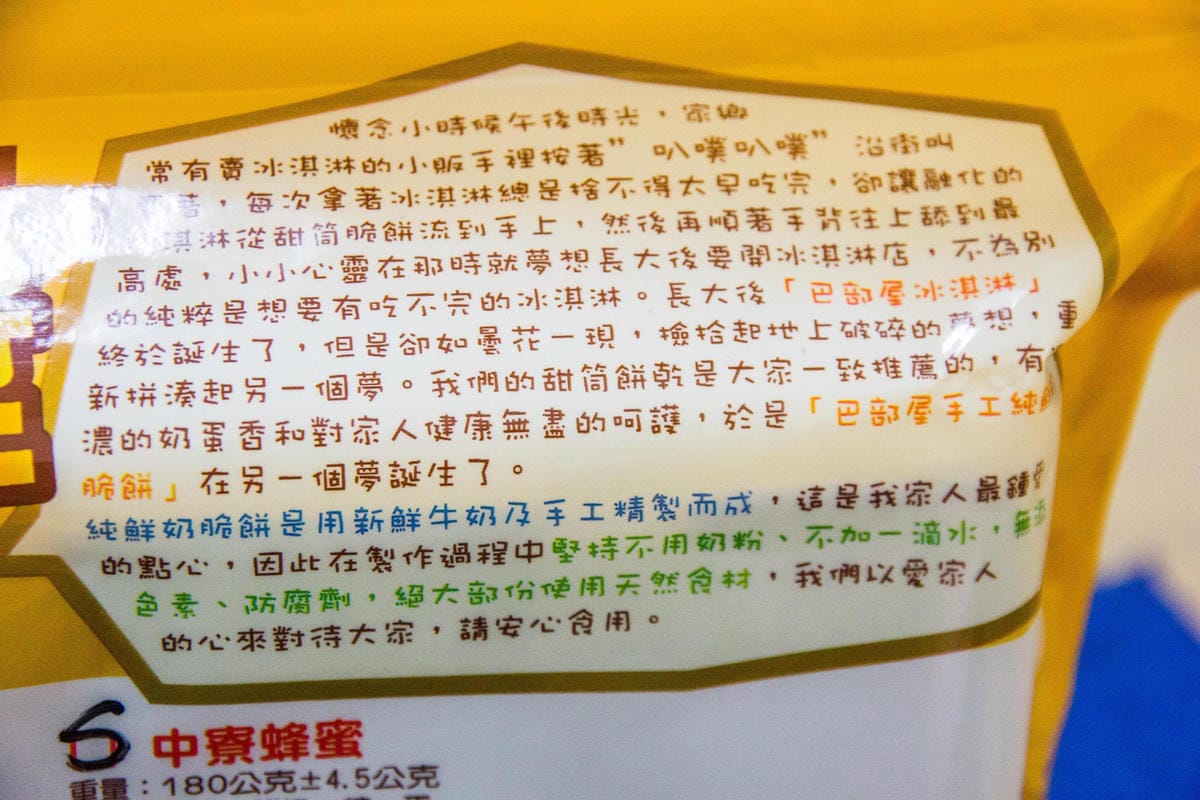 懷念小時候午後時光，家鄉
常有賣冰淇淋的小販手裡按著"叭噗叭噗"沿街叫
，每次拿著冰淇淋總是捨不得太早吃完，卻讓融化的
淇淋從甜筒脆餅流到手上，然後再順著手背往上舔到最
高處，小小心靈在那時就夢想長大後要開冰淇淋店，不為別
的純粹是想要有吃不完的冰淇淋。長大後「巴部屋冰淇淋」
終於誕生了，但是卻如曇花一現，撿拾起地上破碎的夢想，重
新拼湊起另一個夢。我們的甜筒餅乾是大家一致推薦的，有
濃的奶蛋香和對家人健康無盡的呵護，於是「巴部屋手工純
脆餅」在另一個夢誕生了。
純鮮奶脆餅是用新鮮牛奶及手工精製而成，這是我家人最鍾愛
的點心，因此在製作過程中堅持不用奶粉、不加一滴水，無
色素、防腐劑，絕大部份使用天然食材，我們以愛家人
的心來對待大家，請安心食用。
中寮蜂蜜
重量：180公克±4.5公克